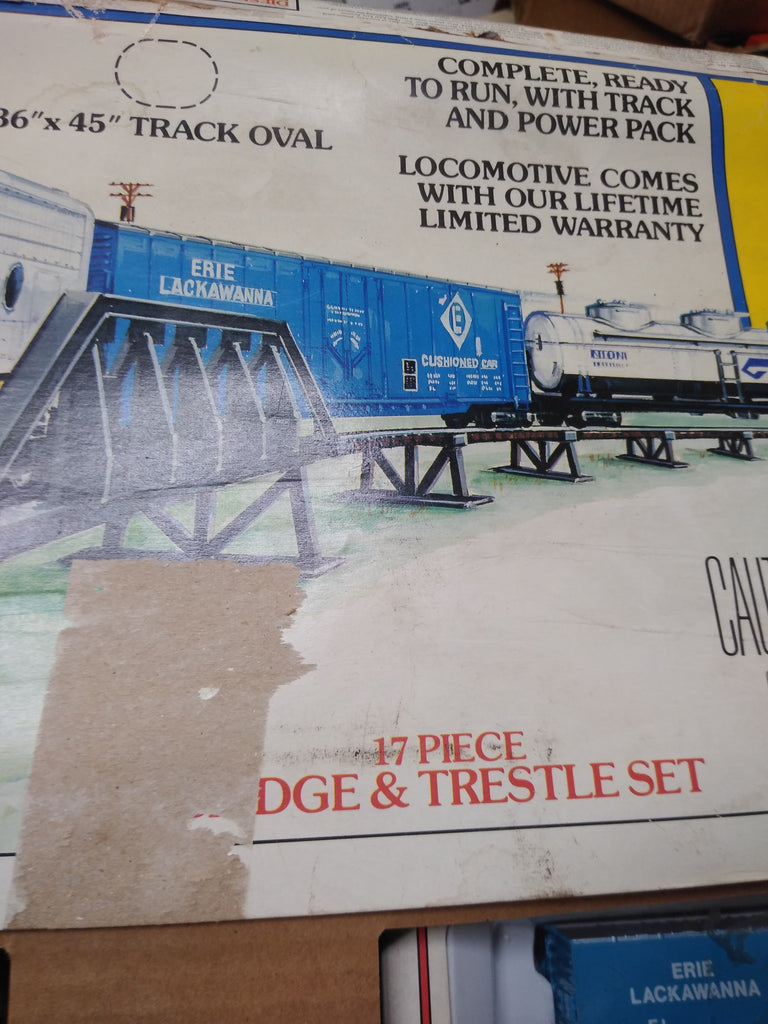 36" x 45" TRACK OVAL
COMPLETE, READY
TO RUN, WITH TRACK
AND POWER PACK
LOCOMOTIVE COMES
WITH OUR LIFETIME
LIMITED WARRANTY
ERIE
LACKAWANNA
E
CUSHIONED CAR
CAU
17 PIECE
DGE & TRESTLE SET
ERIE
LACKAWANNA